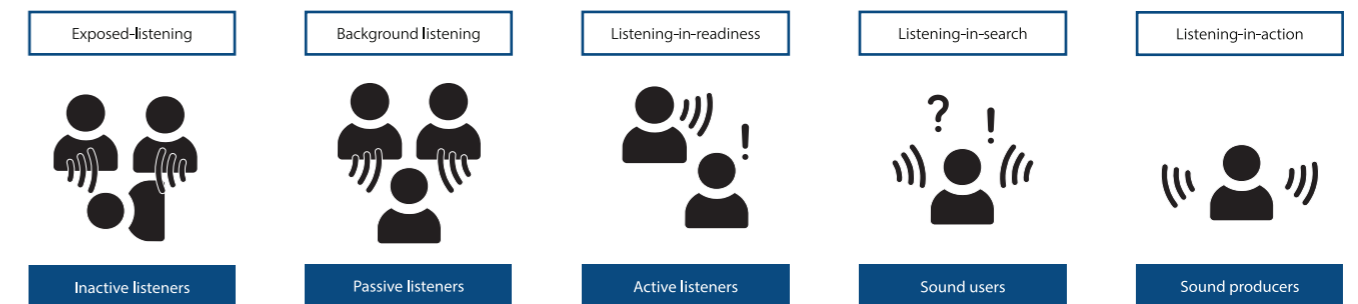 Exposed-listening
Background listening
Listening-in-readiness
Listening-in-search
Listening-in-action
!
? !
Inactive listeners
Passive listeners
Active listeners
Sound users
Sound producers